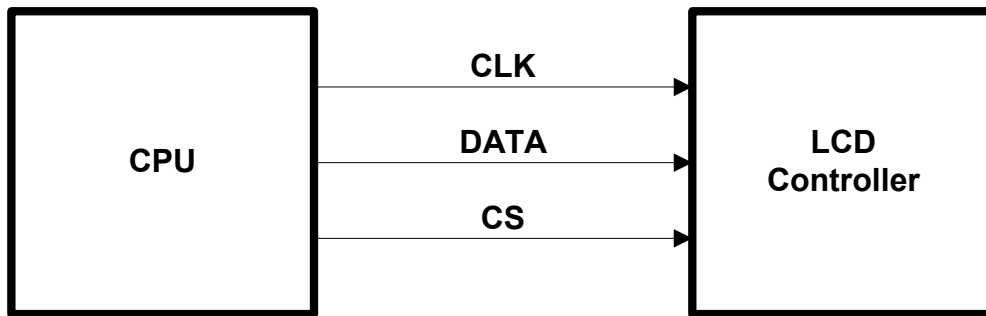 CPU
CLK
DATA
CS
LCD
Controller